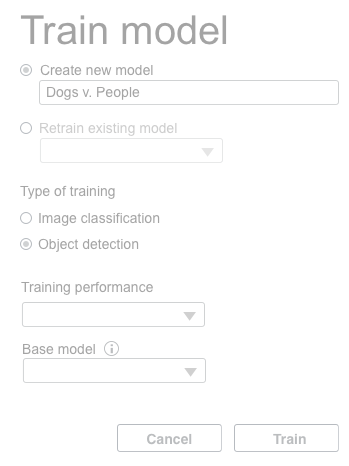 Train model
Create new model
Dogs v. People
Retrain existing model
Type of training
Image classification
Object detection
Training performance
Base model
Cancel Train